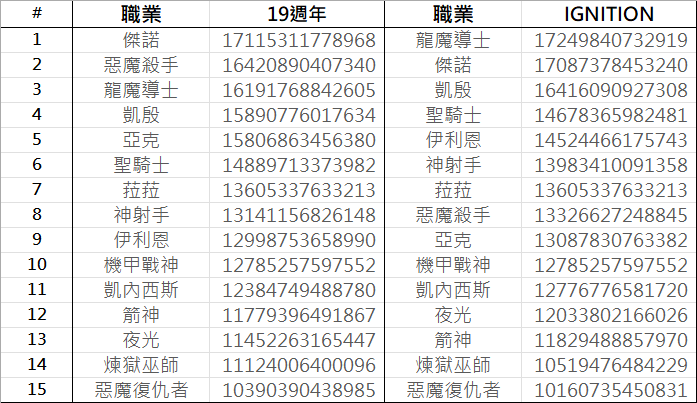 # 職業 19週年 職業 IGNITION
1 傑諾 17115311778968 龍魔導士 17249840732919
2 惡魔殺手 16420890407340 傑諾 17087378453240
3 龍魔導士 16191768842605 凱殷 16416090927308
4 凱殷 15890776017634 聖騎士 14678365982481
5 亞克 15806863456380 伊利恩 14524466175743
6 聖騎士 14889713373982 神射手 13983410091358
7 菈菈 13605337633213 菈菈 13605337633213
8 神射手 13141156826148 惡魔殺手 13326627248845
9 伊利恩 12998753658990 亞克 13087830763382
10 機甲戰神 12785257597552 機甲戰神 12785257597552
11 凱內西斯 12384749488780 凱內西斯 12776776581720
12 箭神 11779396491867 夜光 12033802166026
13 夜光 11452263165447 箭神 11829488857970
14 煉獄巫師 11124006400096 煉獄巫師 10519476484229
15 惡魔復仇者 10390390438985 惡魔復仇者 10160735450831